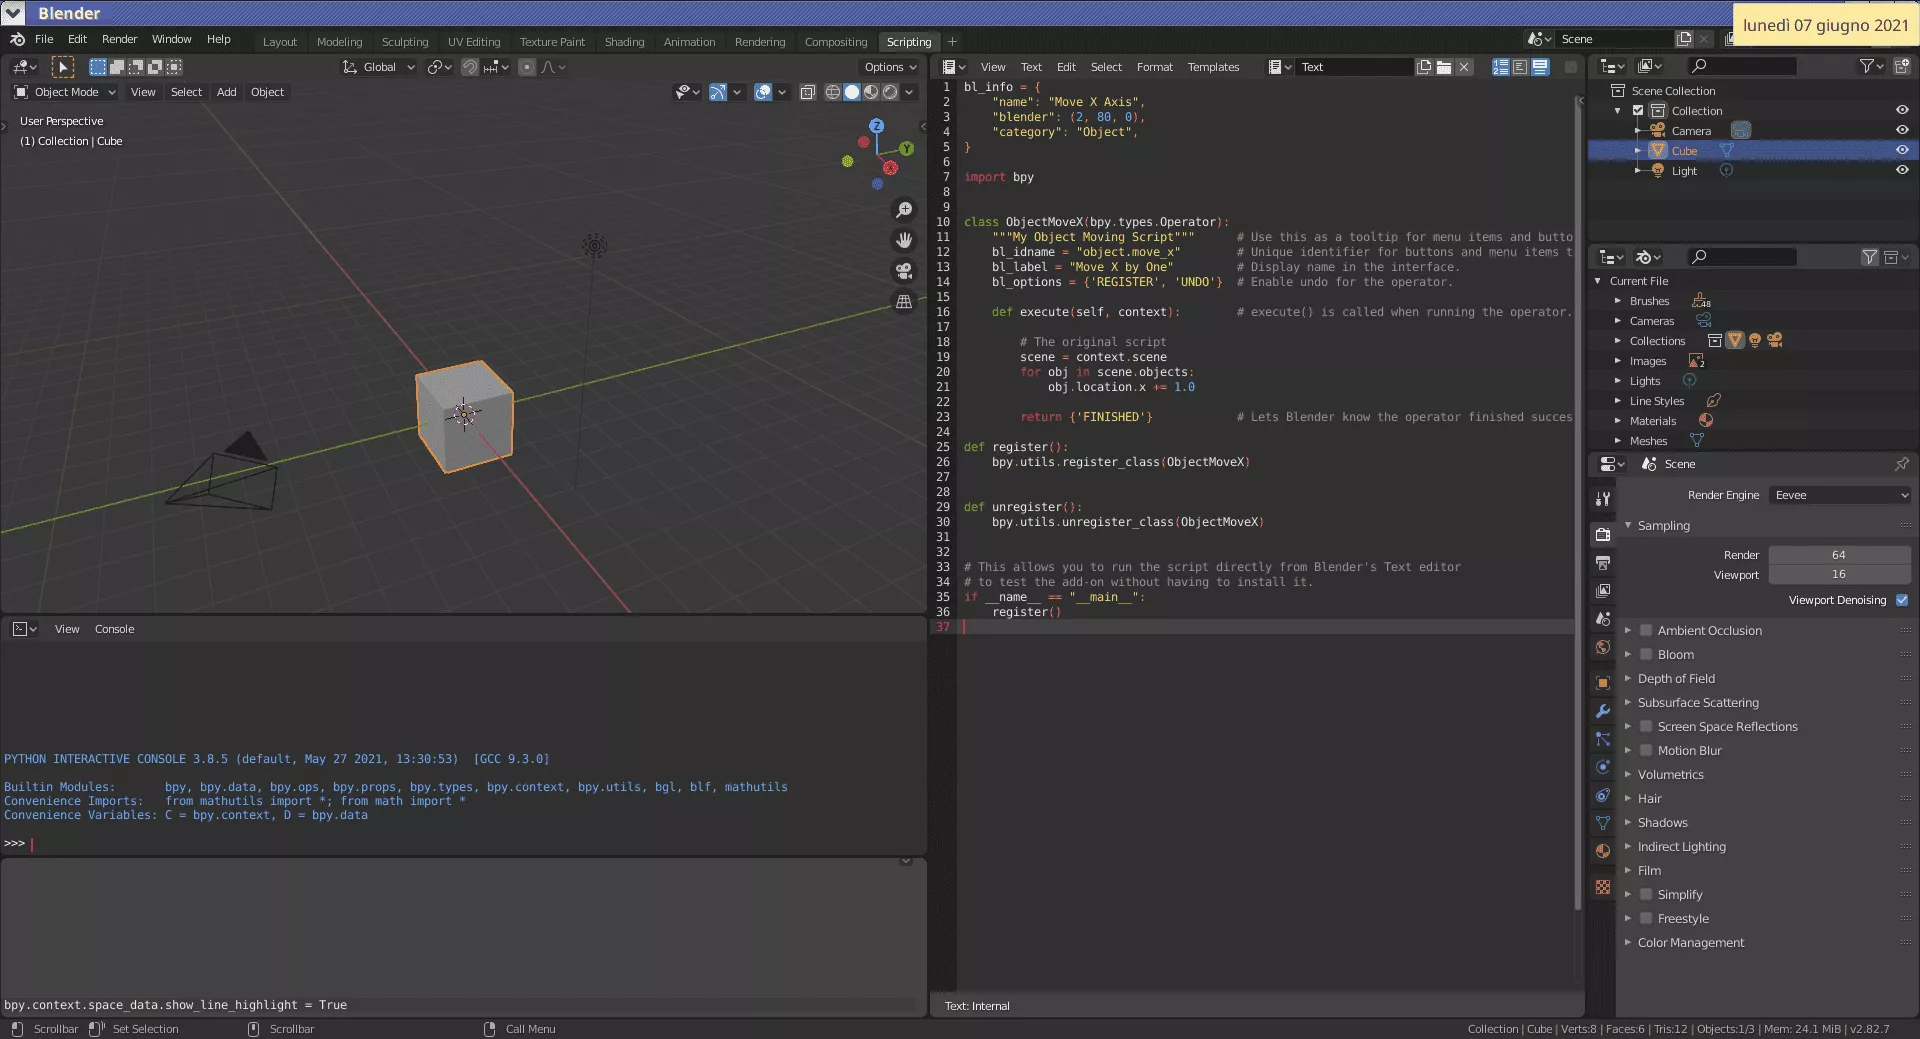 Blender
lunedì 07 giugno 2021
File Edit Render Window Help Layout Modeling Sculpting UV Editing Texture Paint Shading Animation Rendering Compositing Scripting + Scene
Global Options
Object Mode View Select Add Object
User Perspective
(1) Collection | Cube
Z
Y
PYTHON INTERACTIVE CONSOLE 3.8.5 (default, May 27 2021, 13:30:53) [GCC 9.3.0]
Builtin Modules: bpy, bpy.data, bpy.ops, bpy.props, bpy.types, bpy.context, bpy.utils, bgl, blf, mathutils
Convenience Imports: from mathutils import *; from math import *
Convenience Variables: C = bpy.context, D = bpy.data
>>>
View Console
bpy.context.space_data.show_line_highlight = True
View Text Edit Select Format Templates Text
1 bl_info = {
2 "name": "Move X Axis",
3 "blender": (2, 80, 0),
4 "category": "Object",
5 }
6
7 import bpy
8
9
10 class ObjectMoveX(bpy.types.Operator):
11 """My Object Moving Script""" # Use this as a tooltip for menu items and butto
12 bl_idname = "object.move_x" # Unique identifier for buttons and menu items t
13 bl_label = "Move X by One" # Display name in the interface.
14 bl_options = {'REGISTER', 'UNDO'} # Enable undo for the operator.
15
16 def execute(self, context): # execute() is called when running the operator.
17
18 # The original script
19 scene = context.scene
20 for obj in scene.objects:
21 obj.location.x += 1.0
22
23 return {'FINISHED'} # Lets Blender know the operator finished succes
24
25 def register():
26 bpy.utils.register_class(ObjectMoveX)
27
28
29 def unregister():
30 bpy.utils.unregister_class(ObjectMoveX)
31
32
33 # This allows you to run the script directly from Blender's Text editor
34 # to test the add-on without having to install it.
35 if __name__ == "__main__":
36 register()
37
Text: Internal
Scene Collection
Collection
Camera
Cube
Light
Current File
Brushes 48
Cameras
Collections
Images 2
Lights
Line Styles
Materials
Meshes
Scene
Render Engine Eevee
Sampling
Render 64
Viewport 16
Viewport Denoising
Ambient Occlusion
Bloom
Depth of Field
Subsurface Scattering
Screen Space Reflections
Motion Blur
Volumetrics
Hair
Shadows
Indirect Lighting
Film
Simplify
Freestyle
Color Management
Scrollbar Set Selection Scrollbar Call Menu Collection | Cube | Verts:8 | Faces:6 | Tris:12 | Objects:1/3 | Mem: 24.1 MiB | v2.82.7